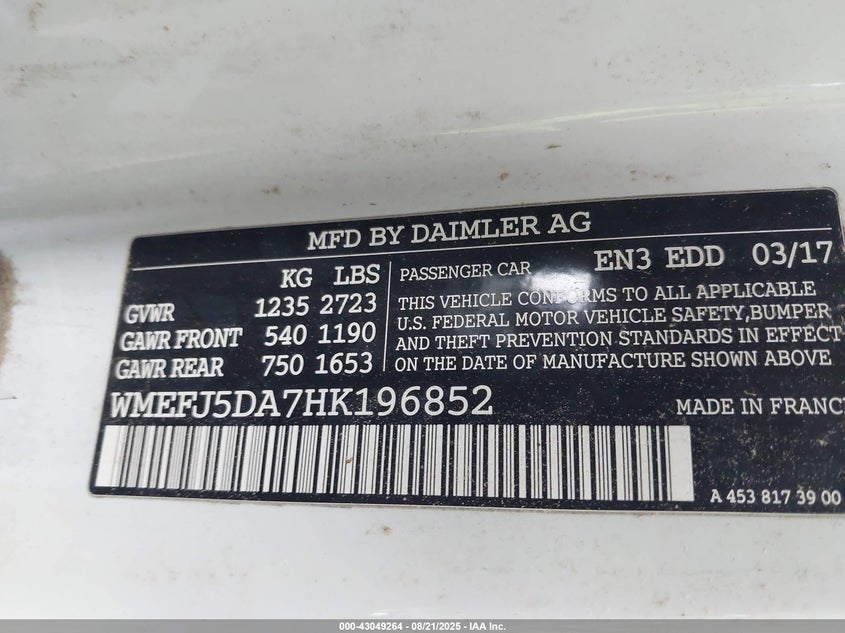 MFD BY DAIMLER AG
KG LBS
GVWR 1235 2723
GAWR FRONT 540 1190
GAWR REAR 750 1653
PASSENGER CAR EN3 EDD 03/17
THIS VEHICLE CONFORMS TO ALL APPLICABLE
U.S. FEDERAL MOTOR VEHICLE SAFETY,BUMPER
AND THEFT PREVENTION STANDARDS IN EFFECT
ON THE DATE OF MANUFACTURE SHOWN ABOVE
WMEFJ5DA7HK196852
MADE IN FRANC
A 453 817 39 00
000-43049264 - 08/21/2025 - IAA Inc.